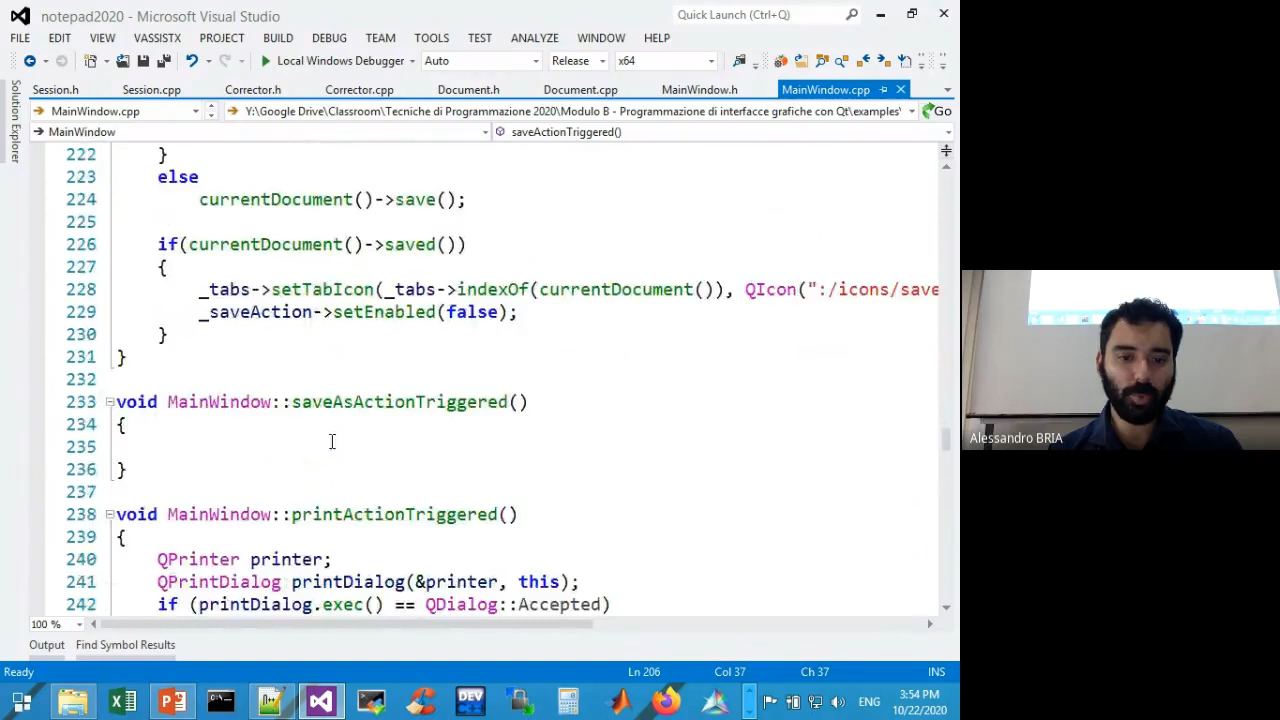 notepad2020 - Microsoft Visual Studio
Quick Launch (Ctrl+Q)
FILE EDIT VIEW VASSISTX PROJECT BUILD DEBUG TEAM TOOLS TEST ANALYZE WINDOW HELP
Local Windows Debugger Auto Release x64
Session.h Session.cpp Corrector.h Corrector.cpp Document.h Document.cpp MainWindow.h MainWindow.cpp
MainWindow.cpp Y:\Google Drive\Classroom\Tecniche di Programmazione 2020\Modulo B - Programmazione di interfacce grafiche con Qt\examples\ Go
MainWindow saveActionTriggered()
Solution Explorer
222 }
223 else
224 currentDocument()->save();
225
226 if(currentDocument()->saved())
227 {
228 _tabs->setTabIcon(_tabs->indexOf(currentDocument()), QIcon(":/icons/save
229 _saveAction->setEnabled(false);
230 }
231 }
232
233 void MainWindow::saveAsActionTriggered()
234 {
235
236 }
237
238 void MainWindow::printActionTriggered()
239 {
240 QPrinter printer;
241 QPrintDialog printDialog(&printer, this);
242 if (printDialog.exec() == QDialog::Accepted)
100 %
Output Find Symbol Results
Ready Ln 206 Col 37 Ch 37 INS
DEV C++
ENG
3:54 PM
10/22/2020
Alessandro BRIA